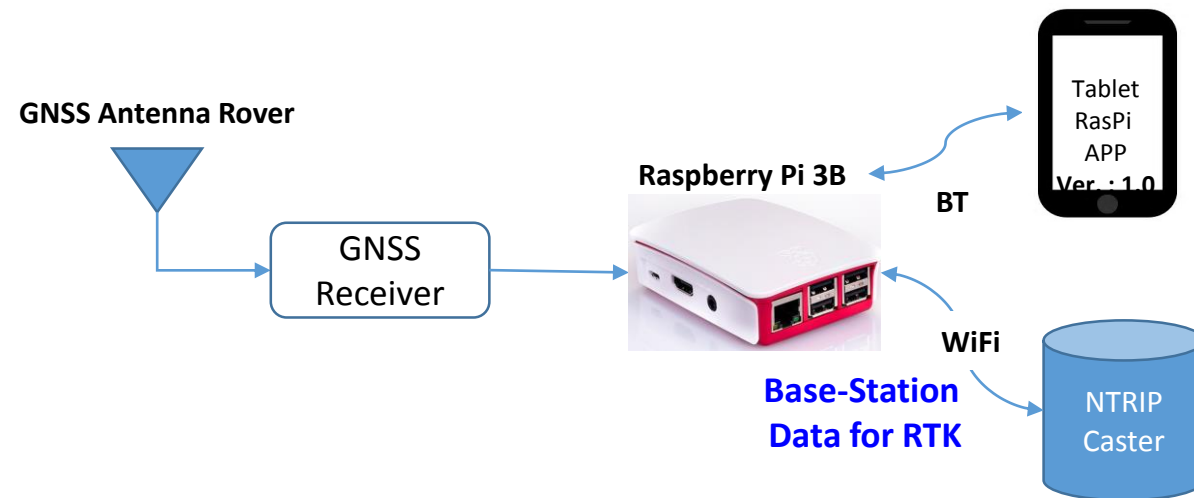 GNSS Antenna Rover
GNSS
Receiver
Raspberry Pi 3B
BT
Tablet
RasPi
APP
Ver. : 1.0
WiFi
Base-Station
Data for RTK
NTRIP
Caster